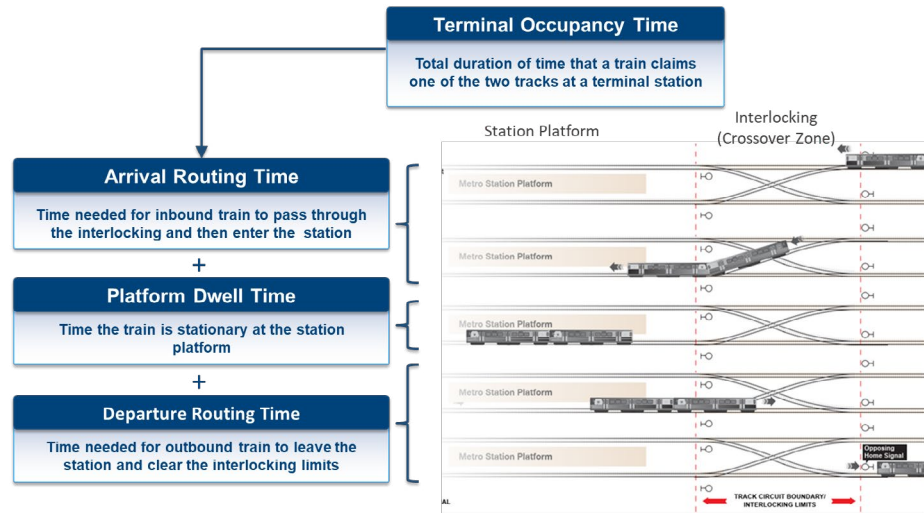 Terminal Occupancy Time
Total duration of time that a train claims
one of the two tracks at a terminal station
Arrival Routing Time
Time needed for inbound train to pass through
the interlocking and then enter the station
+
Platform Dwell Time
Time the train is stationary at the station
platform
+
Departure Routing Time
Time needed for outbound train to leave the
station and clear the interlocking limits
Station Platform
Interlocking
(Crossover Zone)
Metro Station Platform
Metro Station Platform
Metro Station Platform
Metro Station Platform
Metro Station Platform
Opposing
Home Signal
AL
TRACK CIRCUIT BOUNDARY/
INTERLOCKING LIMITS